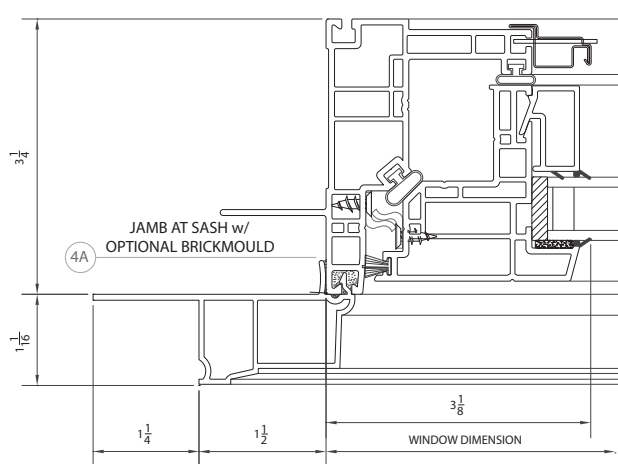 3 1/4
JAMB AT SASH w/
OPTIONAL BRICKMOULD
4A
1 1/16
3 1/8
1 1/4
1 1/2
WINDOW DIMENSION